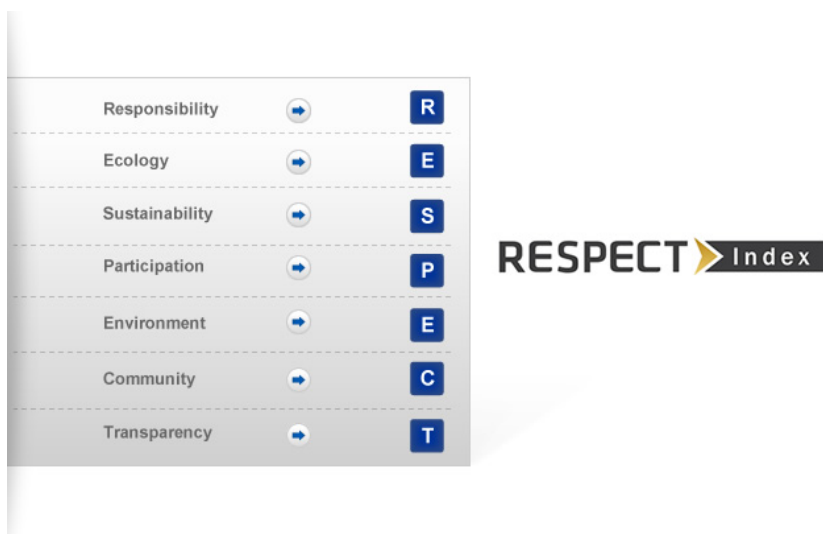 Responsibility R
Ecology E
Sustainability S
Participation P
Environment E
Community C
Transparency T
RESPECT Index